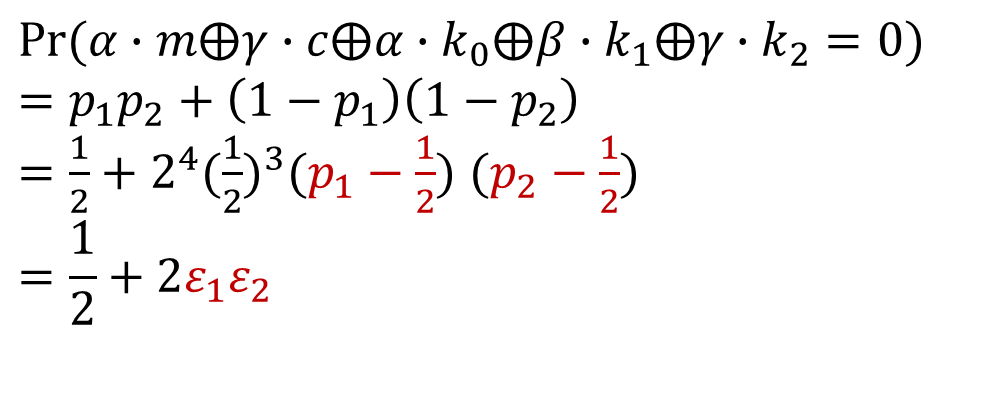 Pr(α · m⊕γ · c⊕α · k₀⊕β · k₁⊕γ · k₂ = 0)
= p₁p₂ + (1 − p₁)(1 − p₂)
= 1/2 + 2⁴(1/2)³(p₁ − 1/2) (p₂ − 1/2)
= 1/2 + 2ε₁ε₂